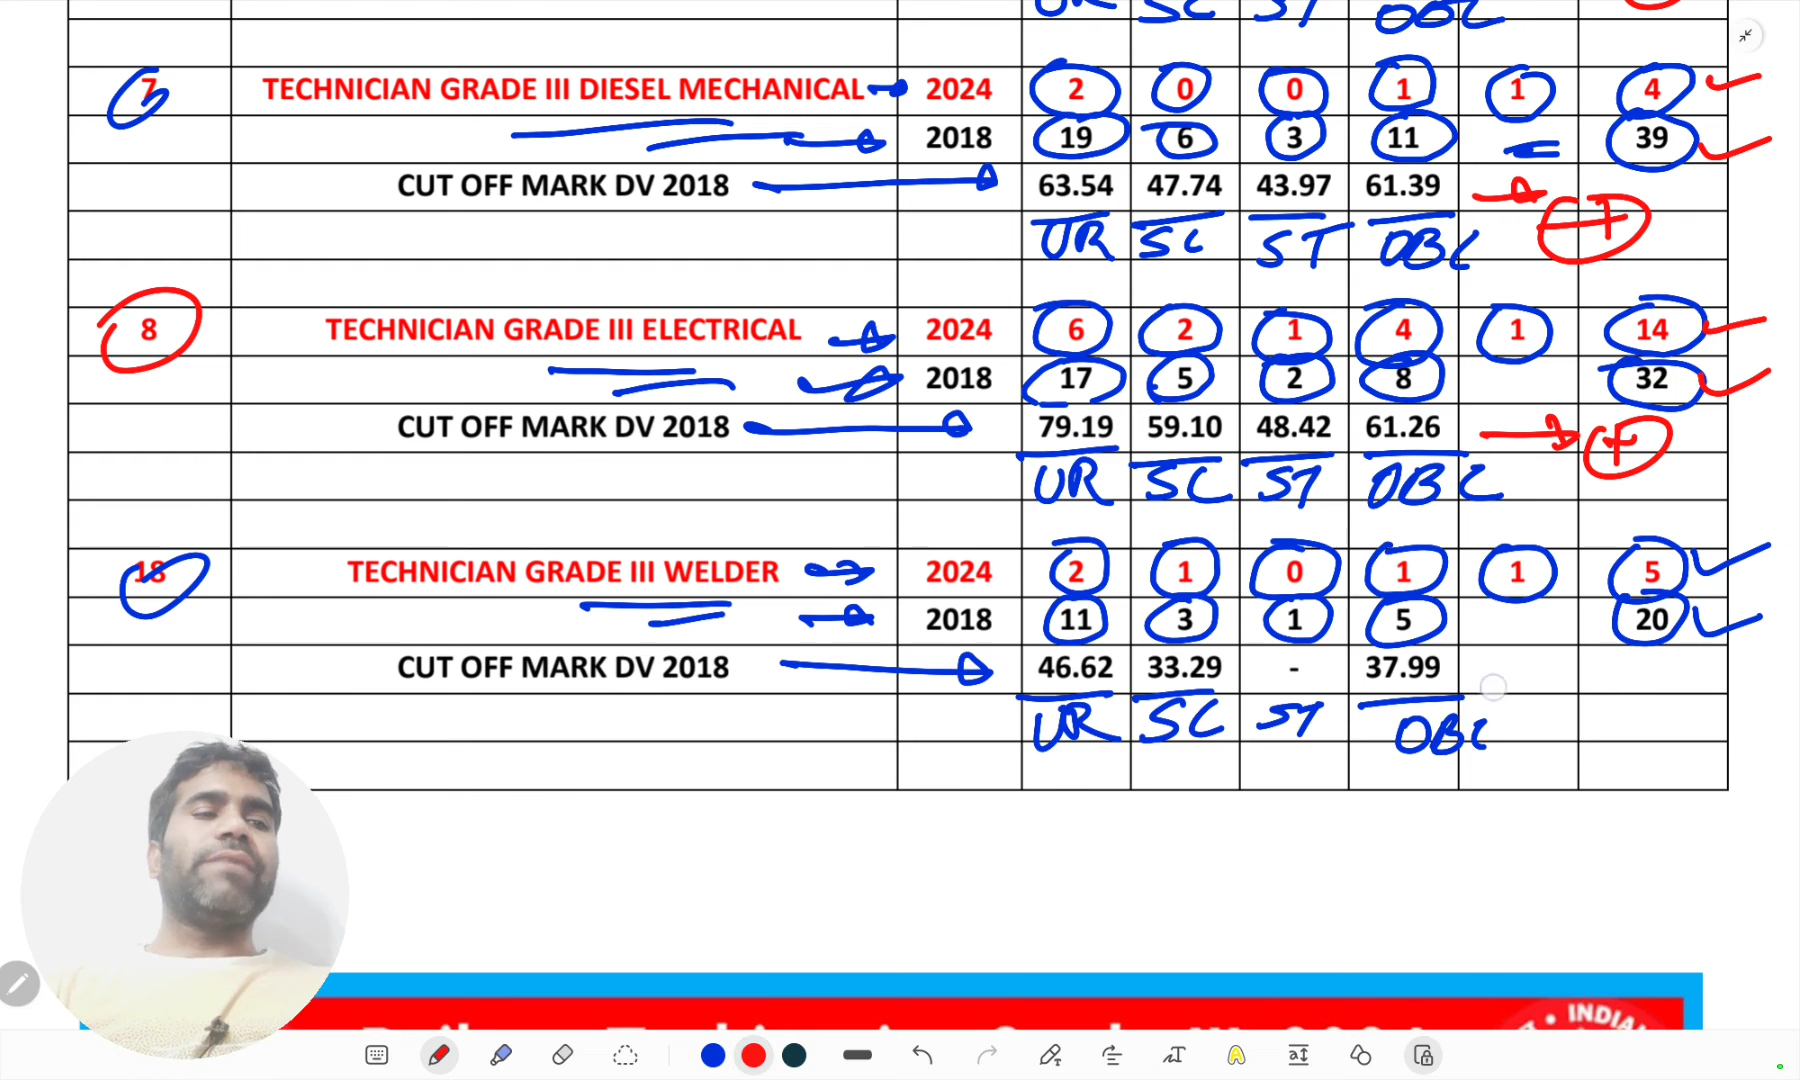 UR SC ST OBC
7 TECHNICIAN GRADE III DIESEL MECHANICAL 2024 2 0 0 1 1 4
2018 19 6 3 11 39
CUT OFF MARK DV 2018 63.54 47.74 43.97 61.39
UR SC ST OBC
8 TECHNICIAN GRADE III ELECTRICAL 2024 6 2 1 4 1 14
2018 17 5 2 8 32
CUT OFF MARK DV 2018 79.19 59.10 48.42 61.26
UR SC ST OBC
18 TECHNICIAN GRADE III WELDER 2024 2 1 0 1 1 5
2018 11 3 1 5 20
CUT OFF MARK DV 2018 46.62 33.29 - 37.99
UR SC ST OBC
INDIA